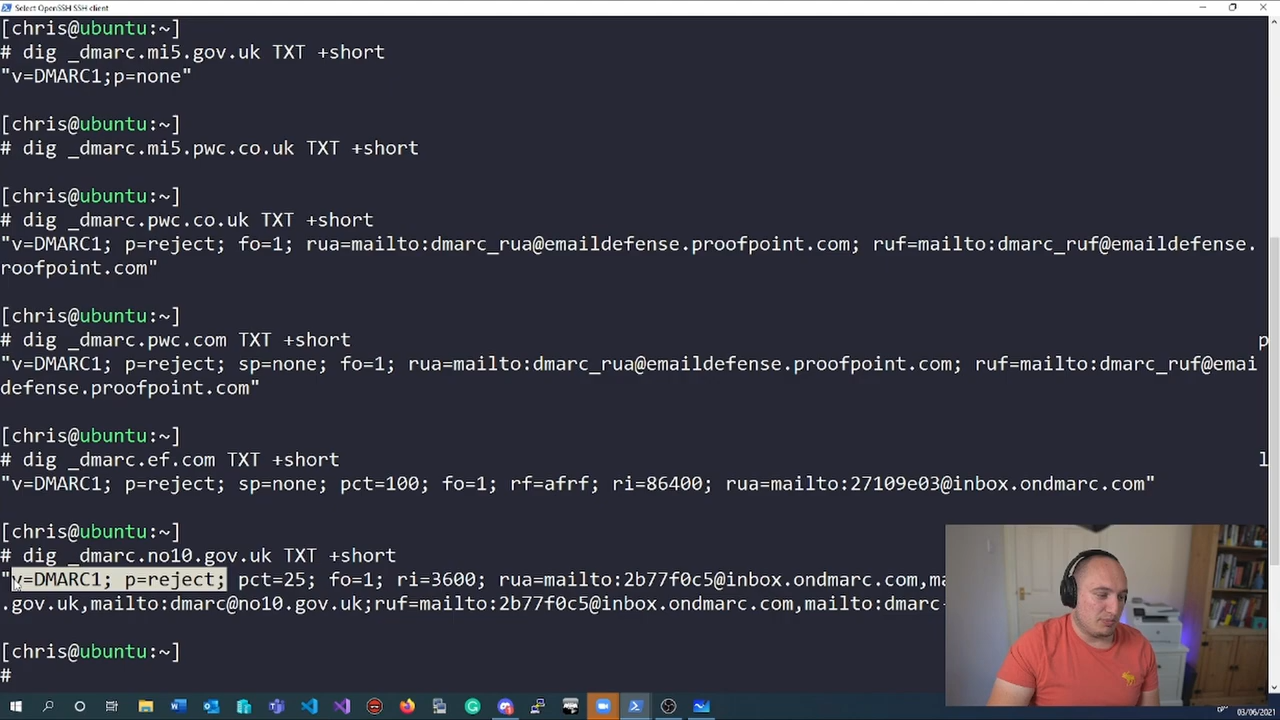 Select OpenSSH SSH client
[chris@ubuntu:~]
# dig _dmarc.mi5.gov.uk TXT +short
"v=DMARC1;p=none"
[chris@ubuntu:~]
# dig _dmarc.mi5.pwc.co.uk TXT +short
[chris@ubuntu:~]
# dig _dmarc.pwc.co.uk TXT +short
"v=DMARC1; p=reject; fo=1; rua=mailto:dmarc_rua@emaildefense.proofpoint.com; ruf=mailto:dmarc_ruf@emaildefense.
roofpoint.com"
[chris@ubuntu:~]
# dig _dmarc.pwc.com TXT +short
p
"v=DMARC1; p=reject; sp=none; fo=1; rua=mailto:dmarc_rua@emaildefense.proofpoint.com; ruf=mailto:dmarc_ruf@emai
defense.proofpoint.com"
[chris@ubuntu:~]
# dig _dmarc.ef.com TXT +short
l
"v=DMARC1; p=reject; sp=none; pct=100; fo=1; rf=afrf; ri=86400; rua=mailto:27109e03@inbox.ondmarc.com"
[chris@ubuntu:~]
# dig _dmarc.no10.gov.uk TXT +short
"v=DMARC1; p=reject; pct=25; fo=1; ri=3600; rua=mailto:2b77f0c5@inbox.ondmarc.com,ma
.gov.uk,mailto:dmarc@no10.gov.uk;ruf=mailto:2b77f0c5@inbox.ondmarc.com,mailto:dmarc-
[chris@ubuntu:~]
#
03/06/2021